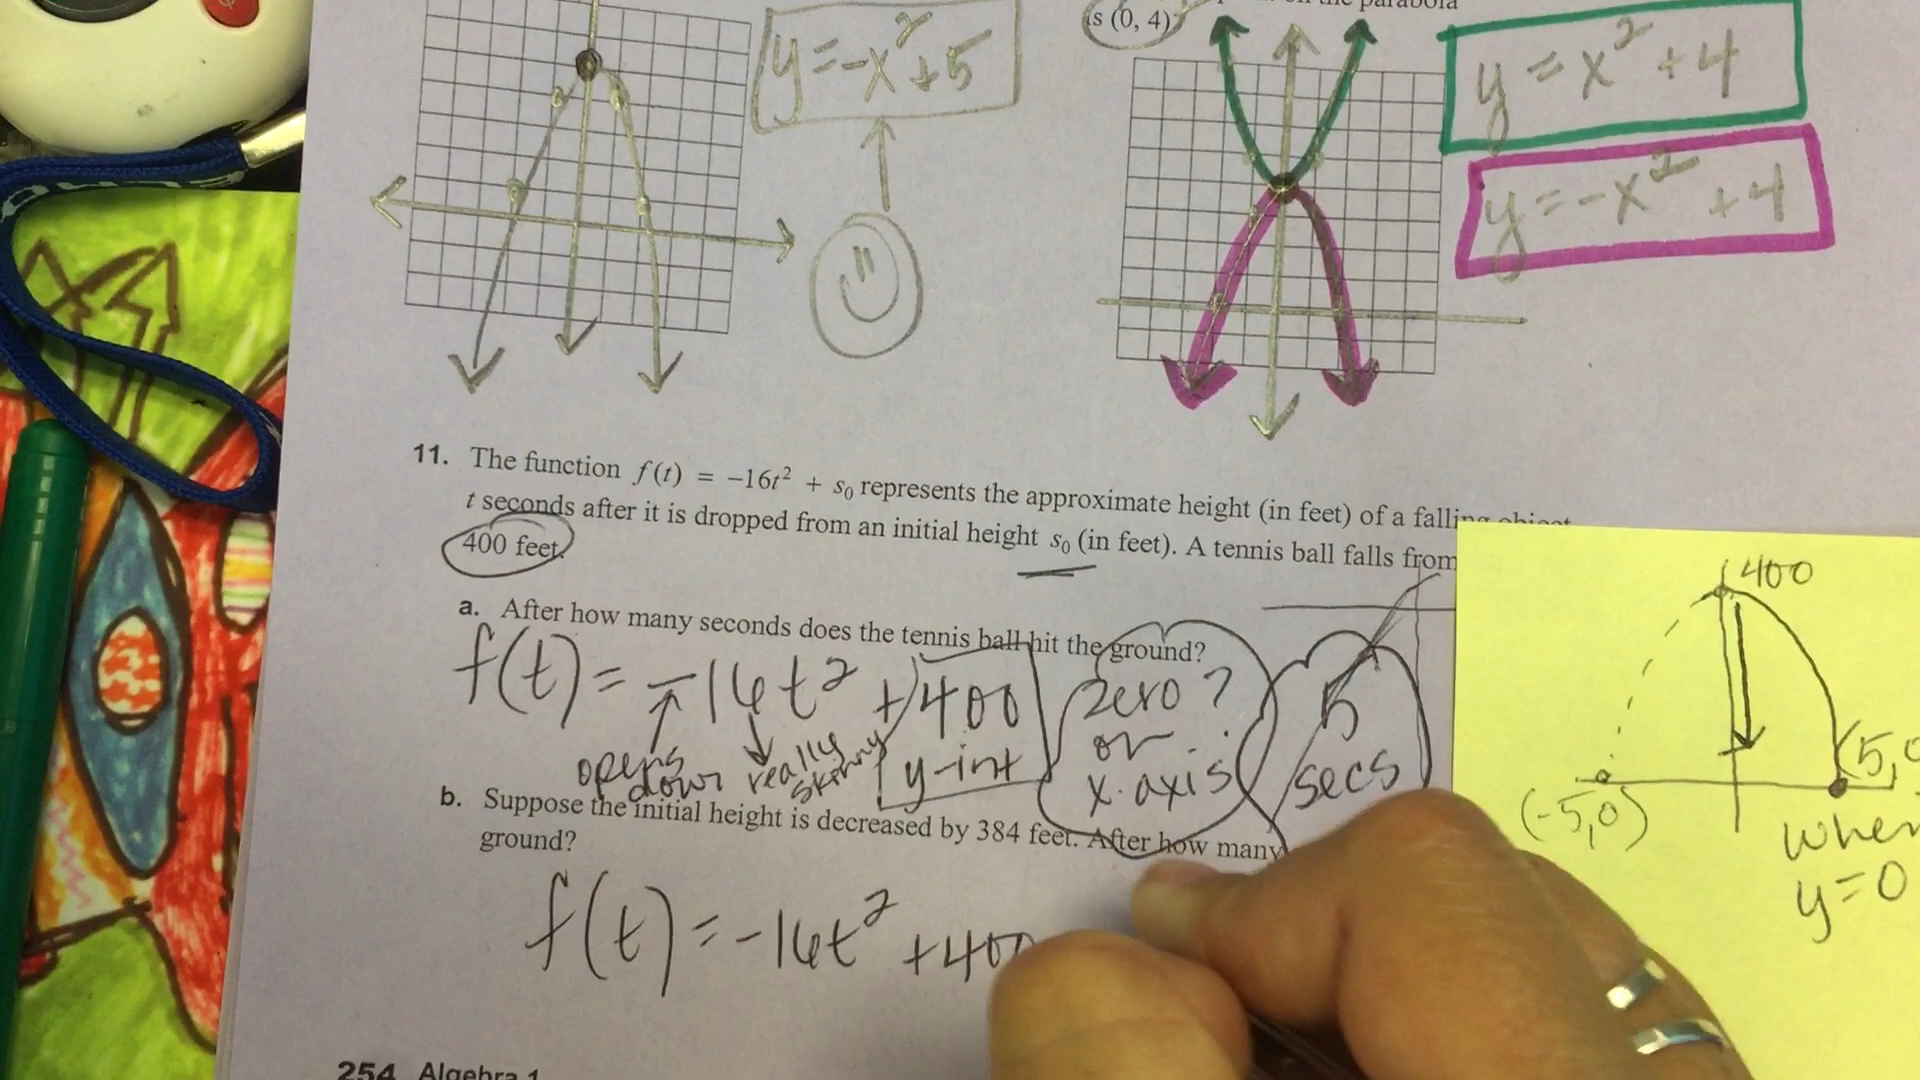 is (0, 4)?
y = -x² + 5
y = x² + 4
y = -x² + 4
11. The function f(t) = -16t² + s₀ represents the approximate height (in feet) of a falling object
t seconds after it is dropped from an initial height s₀ (in feet). A tennis ball falls from
400 feet.
a. After how many seconds does the tennis ball hit the ground?
f(t) = -16t² + 400
opens down
really skinny
y-int
zero?
or
x-axis
5
secs
b. Suppose the initial height is decreased by 384 feet. After how many
ground?
f(t) = -16t² + 400
254 Algebra 1
400
(5,0
(-5,0)
when
y=0